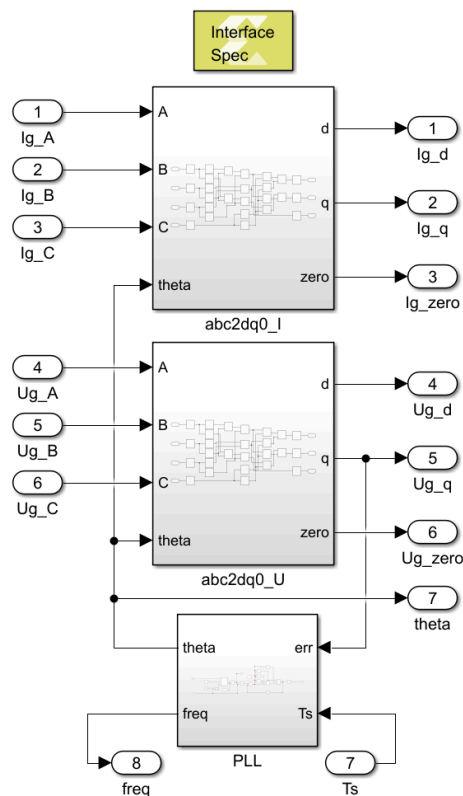 Interface
Spec
1
Ig_A
2
Ig_B
3
Ig_C
A
B
C
theta
d
q
zero
abc2dq0_I
1
Ig_d
2
Ig_q
3
Ig_zero
4
Ug_A
5
Ug_B
6
Ug_C
A
B
C
theta
d
q
zero
abc2dq0_U
4
Ug_d
5
Ug_q
6
Ug_zero
7
theta
theta
err
freq
Ts
PLL
8
freq
7
Ts